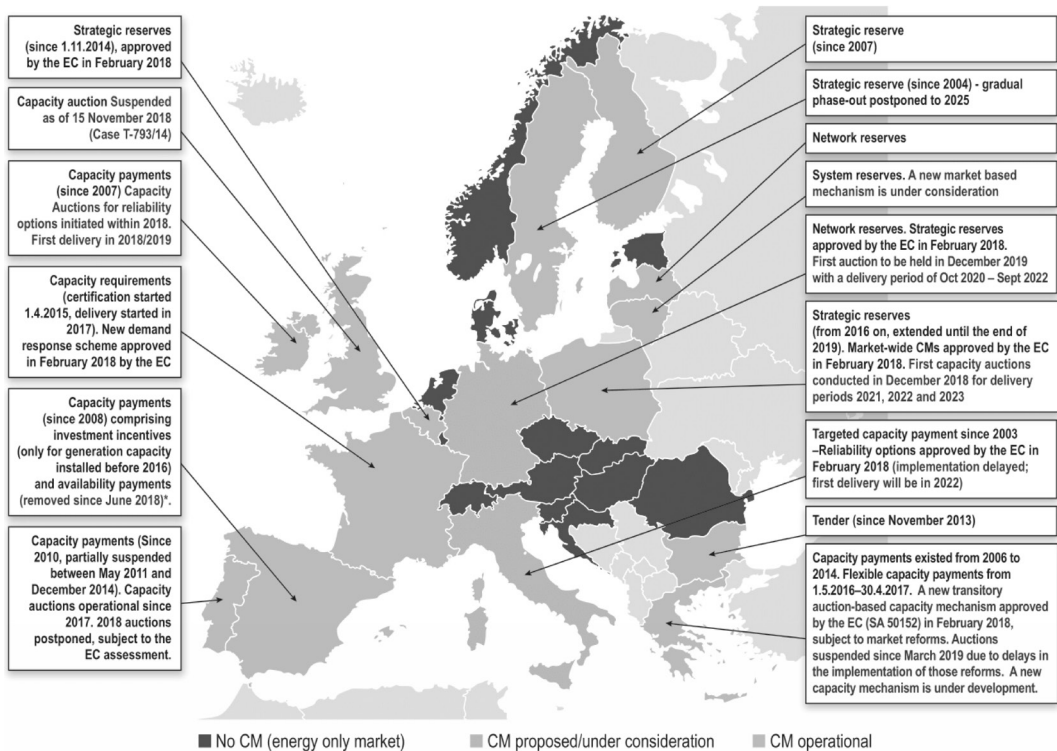 Strategic reserves
(since 1.11.2014), approved
by the EC in February 2018
Capacity auction Suspended
as of 15 November 2018
(Case T-793/14)
Capacity payments
(since 2007) Capacity
Auctions for reliability
options initiated within 2018.
First delivery in 2018/2019
Capacity requirements
(certification started
1.4.2015, delivery started in
2017). New demand
response scheme approved
in February 2018 by the EC
Capacity payments
(since 2008) comprising
investment incentives
(only for generation capacity
installed before 2016)
and availability payments
(removed since June 2018)*.
Capacity payments (Since
2010, partially suspended
between May 2011 and
December 2014). Capacity
auctions operational since
2017. 2018 auctions
postponed, subject to the
EC assessment.
Strategic reserve
(since 2007)
Strategic reserve (since 2004) - gradual
phase-out postponed to 2025
Network reserves
System reserves. A new market based
mechanism is under consideration
Network reserves. Strategic reserves
approved by the EC in February 2018.
First auction to be held in December 2019
with a delivery period of Oct 2020 – Sept 2022
Strategic reserves
(from 2016 on, extended until the end of
2019). Market-wide CMs approved by the EC
in February 2018. First capacity auctions
conducted in December 2018 for delivery
periods 2021, 2022 and 2023
Targeted capacity payment since 2003
–Reliability options approved by the EC in
February 2018 (implementation delayed;
first delivery will be in 2022)
Tender (since November 2013)
Capacity payments existed from 2006 to
2014. Flexible capacity payments from
1.5.2016–30.4.2017. A new transitory
auction-based capacity mechanism approved
by the EC (SA 50152) in February 2018,
subject to market reforms. Auctions
suspended since March 2019 due to delays in
the implementation of those reforms. A new
capacity mechanism is under development.
No CM (energy only market)
CM proposed/under consideration
CM operational